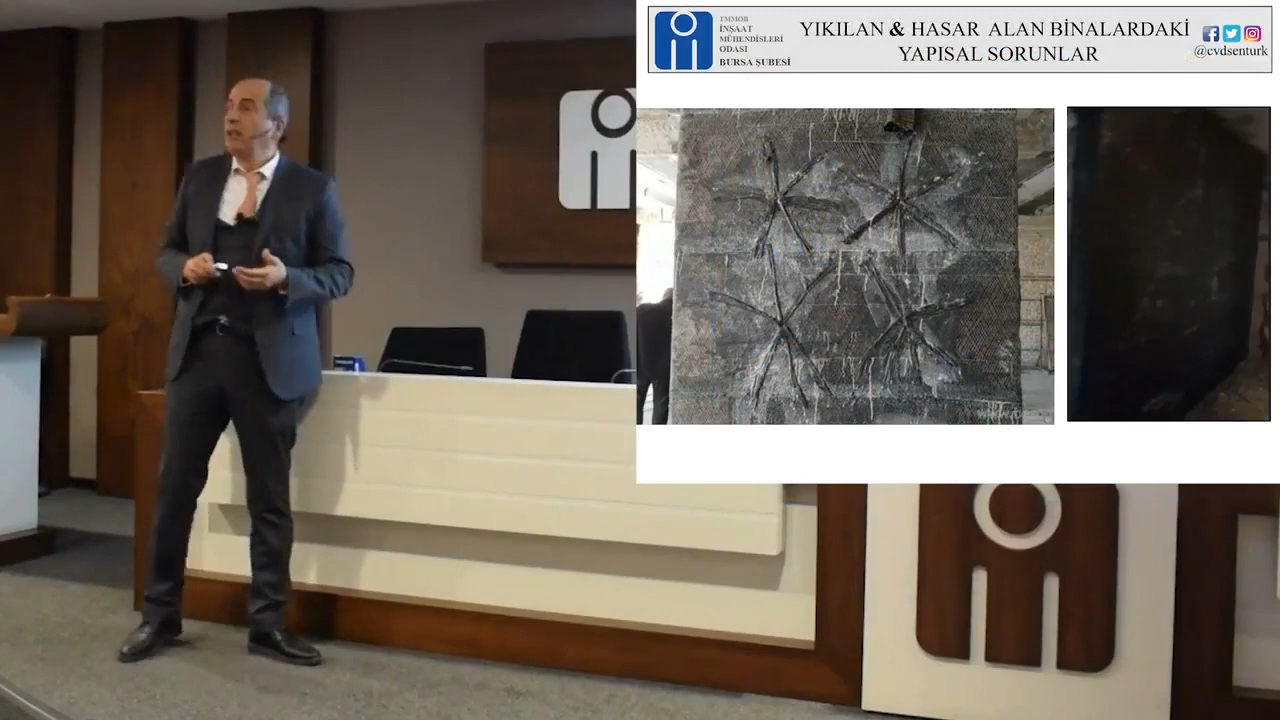 TMMOB
İNŞAAT
MÜHENDİSLERİ
ODASI
BURSA ŞUBESİ
YIKILAN & HASAR ALAN BİNALARDAKİ
YAPISAL SORUNLAR
@cvdsenturk